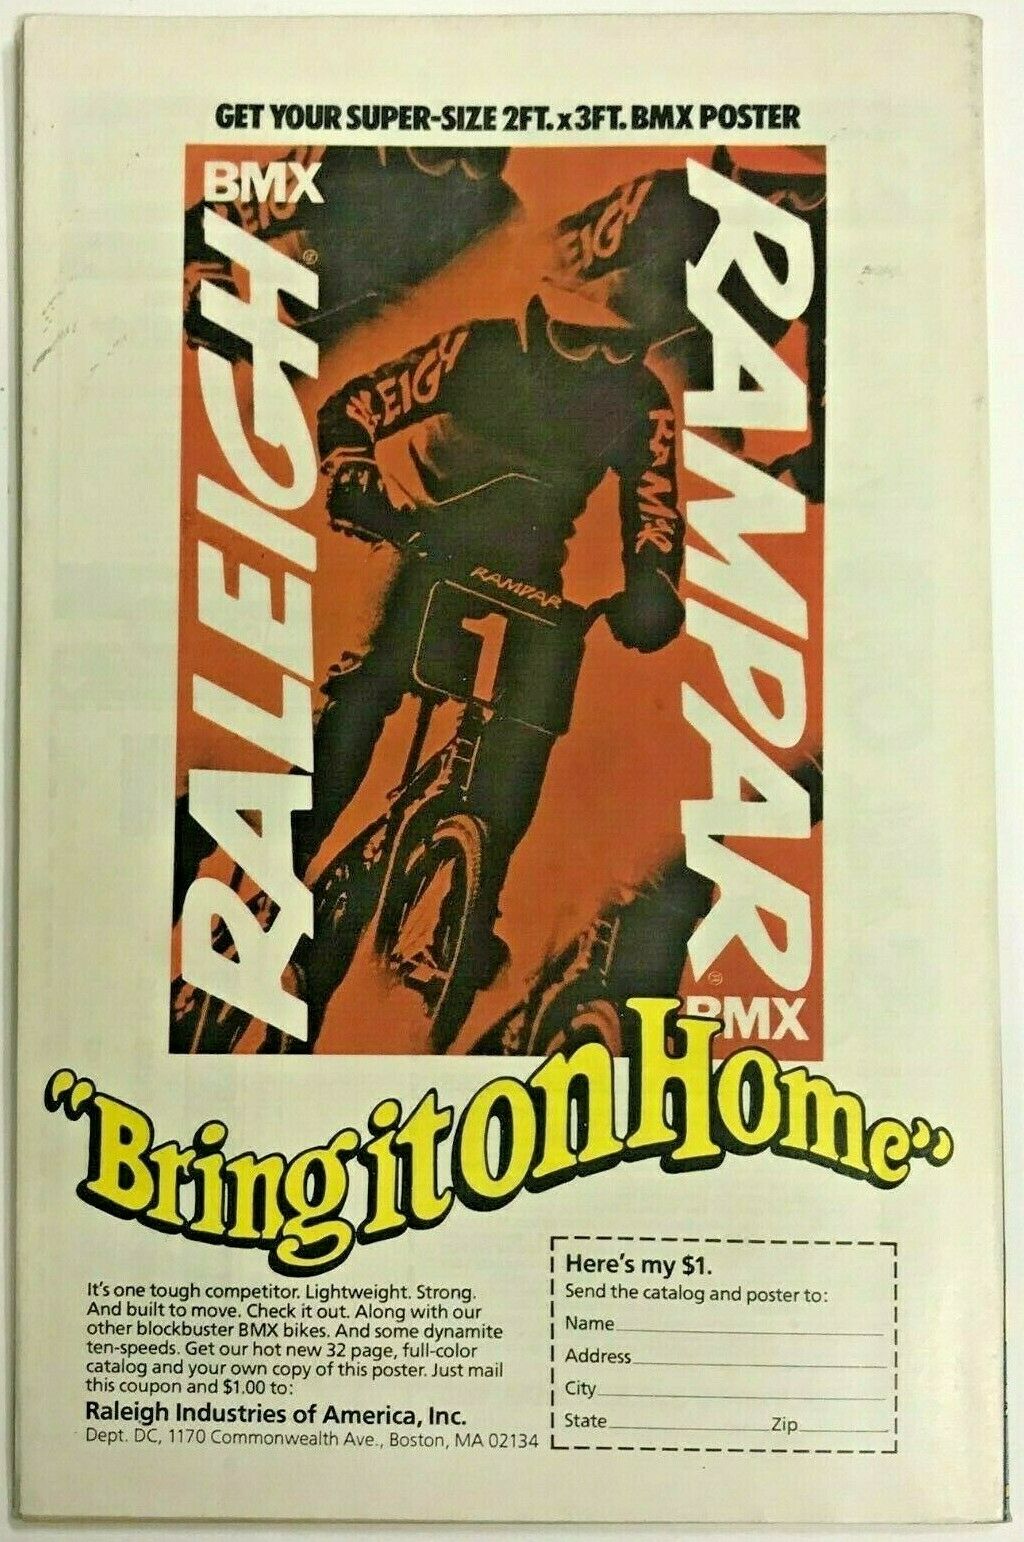 GET YOUR SUPER-SIZE 2FT. x 3FT. BMX POSTER
BMX
RALEIGH
RAMPAR
BMX
EIGH
EIGH
RALEIGH
RAMPAR
RAMPAR
1
"Bring it on Home"
It's one tough competitor. Lightweight. Strong.
And built to move. Check it out. Along with our
other blockbuster BMX bikes. And some dynamite
ten-speeds. Get our hot new 32 page, full-color
catalog and your own copy of this poster. Just mail
this coupon and $1.00 to:
Raleigh Industries of America, Inc.
Dept. DC, 1170 Commonwealth Ave., Boston, MA 02134
Here's my $1.
Send the catalog and poster to:
Name
Address
City
State Zip